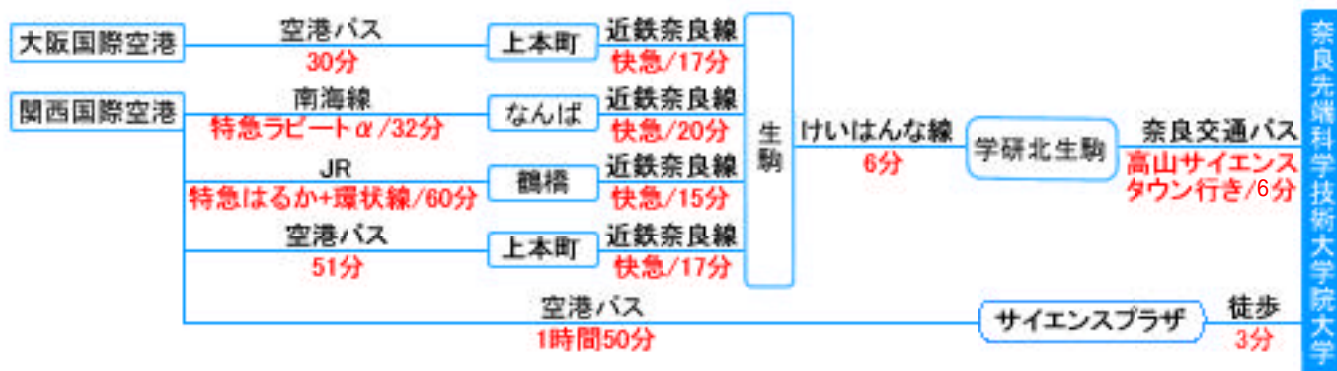 大阪国際空港
空港バス
30分
上本町
近鉄奈良線
快急/17分
関西国際空港
南海線
特急ラピートα/32分
なんば
近鉄奈良線
快急/20分
JR
特急はるか+環状線/60分
鶴橋
近鉄奈良線
快急/15分
空港バス
51分
上本町
近鉄奈良線
快急/17分
生駒
けいはんな線
6分
学研北生駒
奈良交通バス
高山サイエンス
タウン行き/6分
空港バス
1時間50分
サイエンスプラザ
徒歩
3分
奈良先端科学技術大学院大学